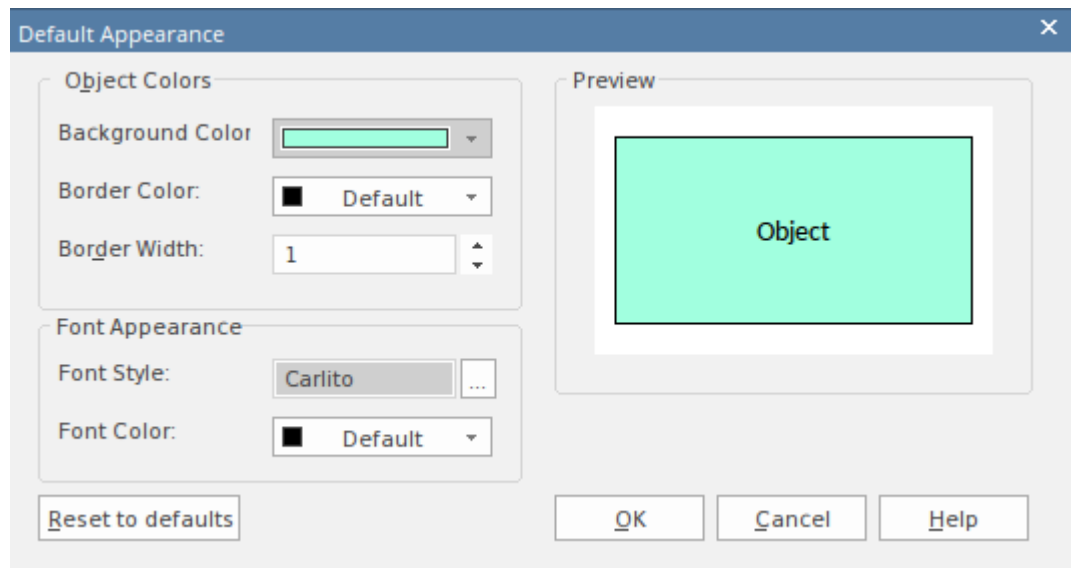 Default Appearance
Object Colors
Background Color
Border Color:
Default
Border Width:
1
Font Appearance
Font Style:
Carlito
...
Font Color:
Default
Preview
Object
Reset to defaults
OK
Cancel
Help